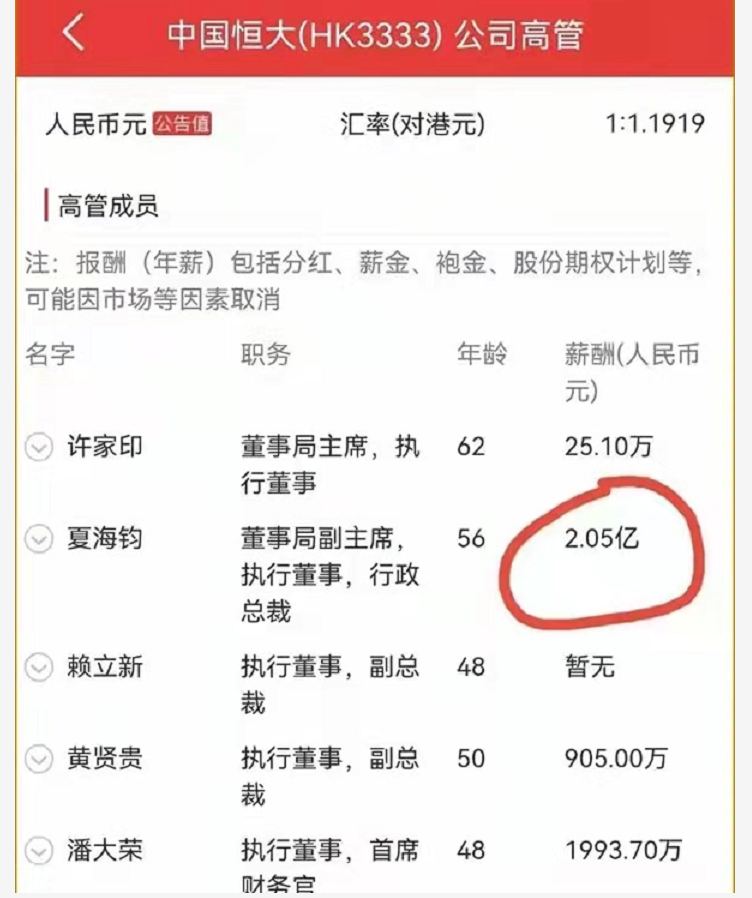 中国恒大(HK3333) 公司高管
人民币元 公告值 汇率(对港元) 1:1.1919
高管成员
注：报酬（年薪）包括分红、薪金、袍金、股份期权计划等，
可能因市场等因素取消
名字 职务 年龄 薪酬(人民币
元)
许家印 董事局主席，执 62 25.10万
行董事
夏海钧 董事局副主席， 56 2.05亿
执行董事，行政
总裁
赖立新 执行董事，副总 48 暂无
裁
黄贤贵 执行董事，副总 50 905.00万
裁
潘大荣 执行董事，首席 48 1993.70万
财务官